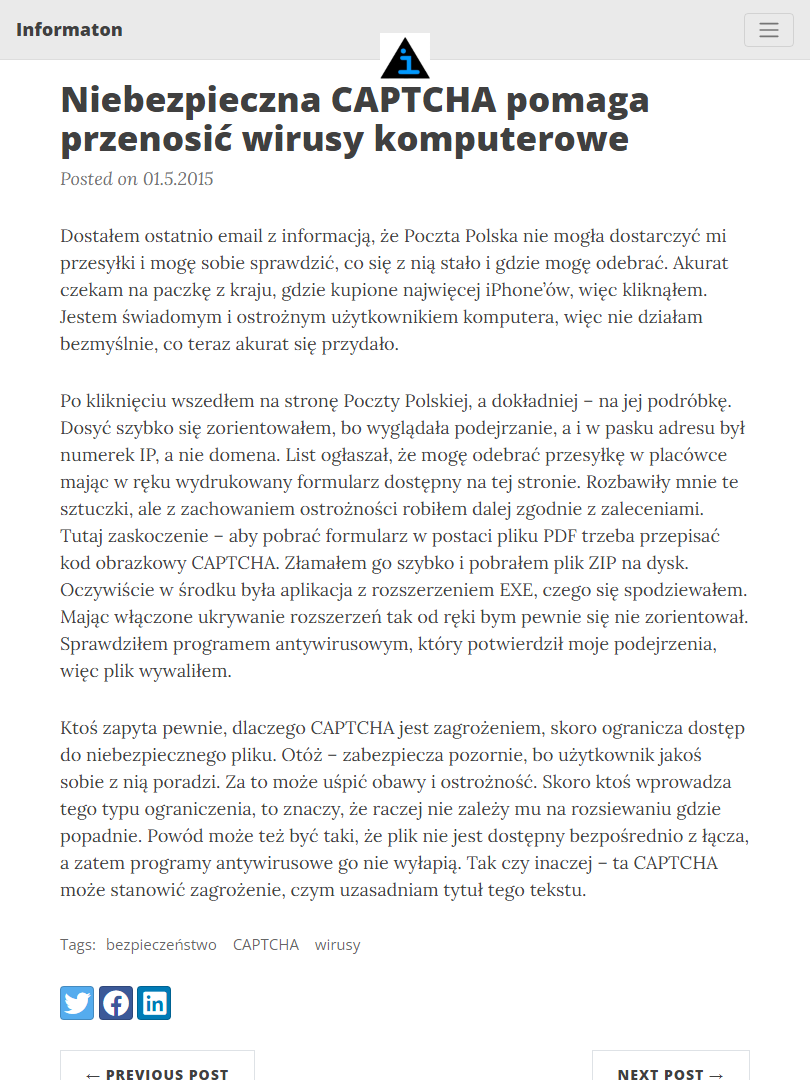 Informaton
Niebezpieczna CAPTCHA pomaga
przenosić wirusy komputerowe
Posted on 01.5.2015
Dostałem ostatnio email z informacją, że Poczta Polska nie mogła dostarczyć mi
przesyłki i mogę sobie sprawdzić, co się z nią stało i gdzie mogę odebrać. Akurat
czekam na paczkę z kraju, gdzie kupione najwięcej iPhone’ów, więc kliknąłem.
Jestem świadomym i ostrożnym użytkownikiem komputera, więc nie działam
bezmyślnie, co teraz akurat się przydało.
Po kliknięciu wszedłem na stronę Poczty Polskiej, a dokładniej – na jej podróbkę.
Dosyć szybko się zorientowałem, bo wyglądała podejrzanie, a i w pasku adresu był
numerek IP, a nie domena. List ogłaszał, że mogę odebrać przesyłkę w placówce
mając w ręku wydrukowany formularz dostępny na tej stronie. Rozbawiły mnie te
sztuczki, ale z zachowaniem ostrożności robiłem dalej zgodnie z zaleceniami.
Tutaj zaskoczenie – aby pobrać formularz w postaci pliku PDF trzeba przepisać
kod obrazkowy CAPTCHA. Złamałem go szybko i pobrałem plik ZIP na dysk.
Oczywiście w środku była aplikacja z rozszerzeniem EXE, czego się spodziewałem.
Mając włączone ukrywanie rozszerzeń tak od ręki bym pewnie się nie zorientował.
Sprawdziłem programem antywirusowym, który potwierdził moje podejrzenia,
więc plik wywaliłem.
Ktoś zapyta pewnie, dlaczego CAPTCHA jest zagrożeniem, skoro ogranicza dostęp
do niebezpiecznego pliku. Otóż – zabezpiecza pozornie, bo użytkownik jakoś
sobie z nią poradzi. Za to może uśpić obawy i ostrożność. Skoro ktoś wprowadza
tego typu ograniczenia, to znaczy, że raczej nie zależy mu na rozsiewaniu gdzie
popadnie. Powód może też być taki, że plik nie jest dostępny bezpośrednio z łącza,
a zatem programy antywirusowe go nie wyłapią. Tak czy inaczej – ta CAPTCHA
może stanowić zagrożenie, czym uzasadniam tytuł tego tekstu.
Tags: bezpieczeństwo CAPTCHA wirusy
← PREVIOUS POST
NEXT POST →